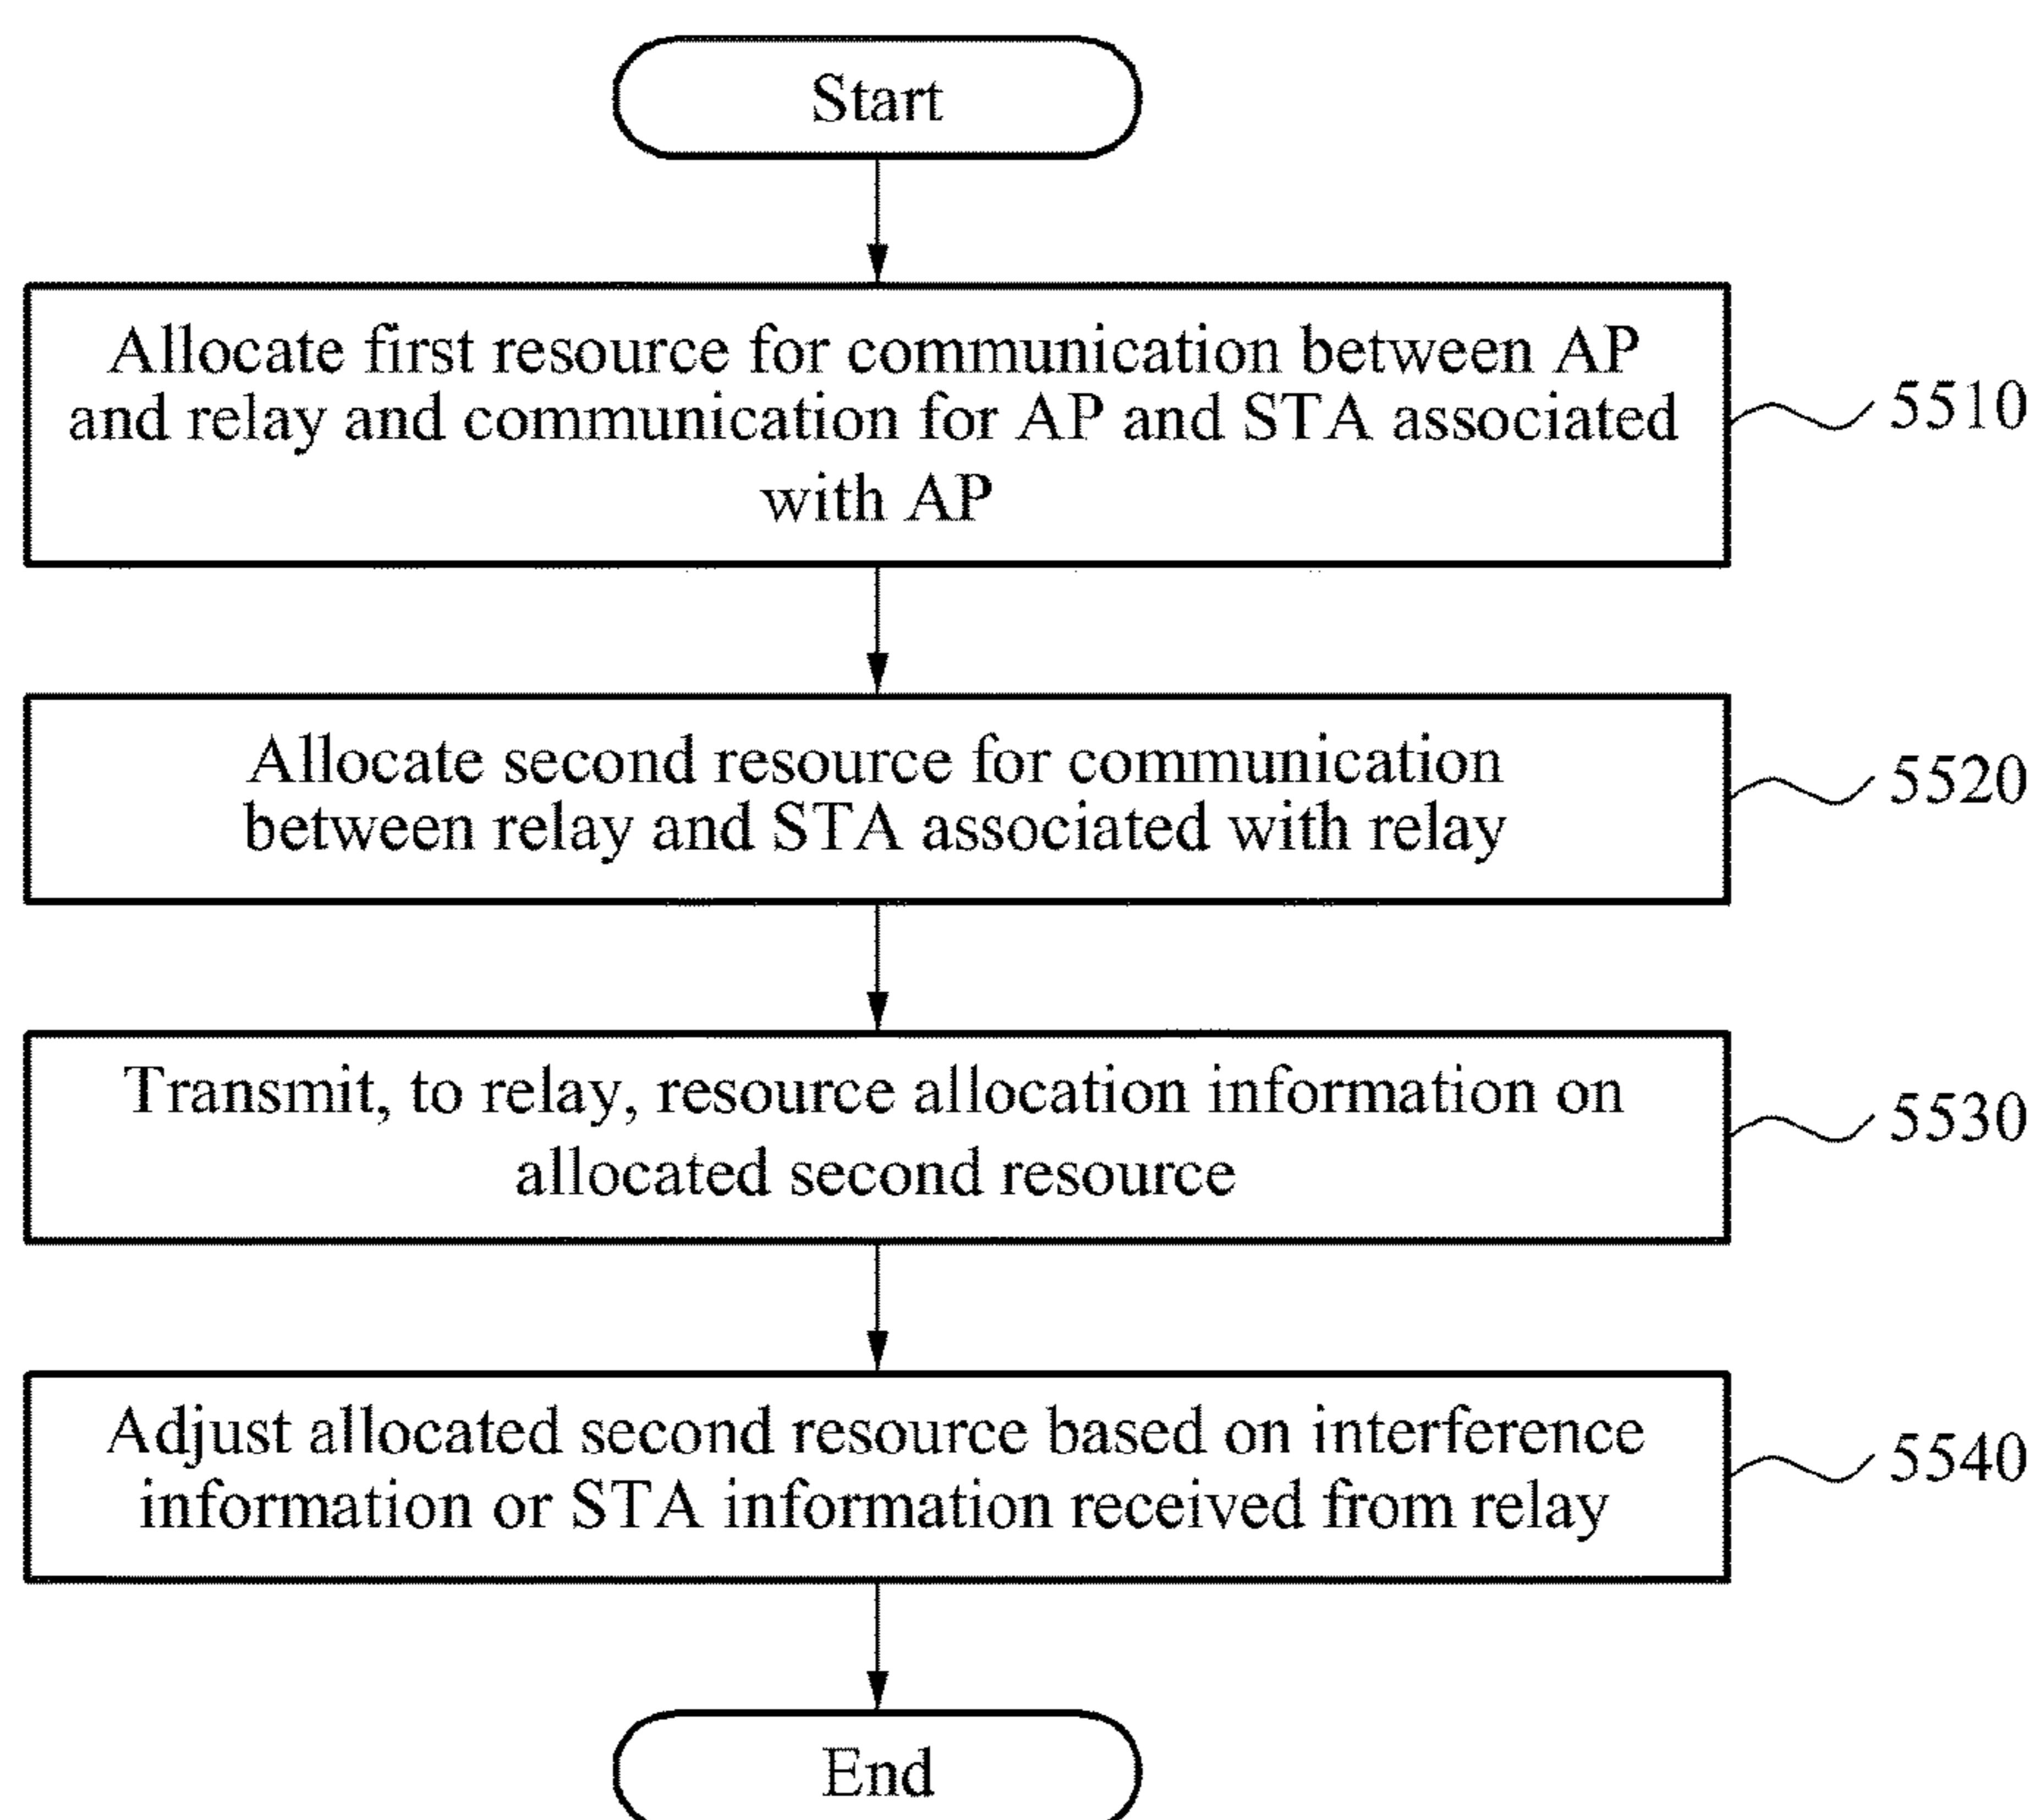 Start
Allocate first resource for communication between AP
and relay and communication for AP and STA associated
with AP
5510
Allocate second resource for communication
between relay and STA associated with relay
5520
Transmit, to relay, resource allocation information on
allocated second resource
5530
Adjust allocated second resource based on interference
information or STA information received from relay
5540
End